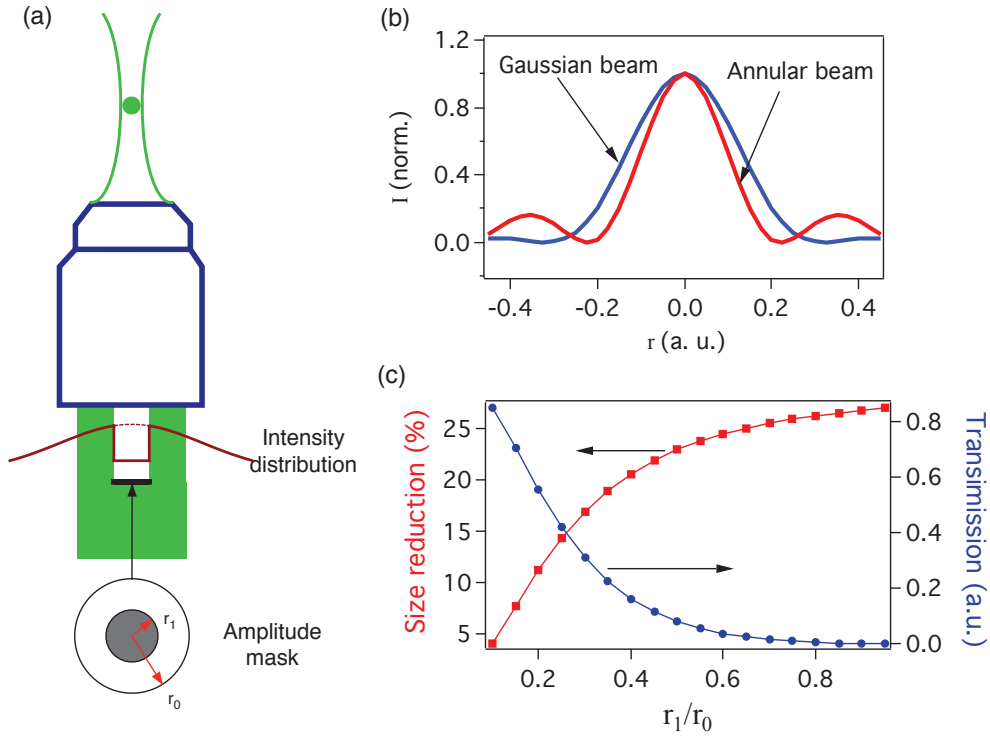 (a)
Intensity
distribution
r1
r0
Amplitude
mask
(b)
1.2
0.8
0.4
0.0
I (norm.)
Gaussian beam
Annular beam
-0.4 -0.2 0.0 0.2 0.4
r (a. u.)
(c)
25
20
15
10
5
Size reduction (%)
0.8
0.6
0.4
0.2
0.0
Transimission (a.u.)
0.2 0.4 0.6 0.8
r1/r0